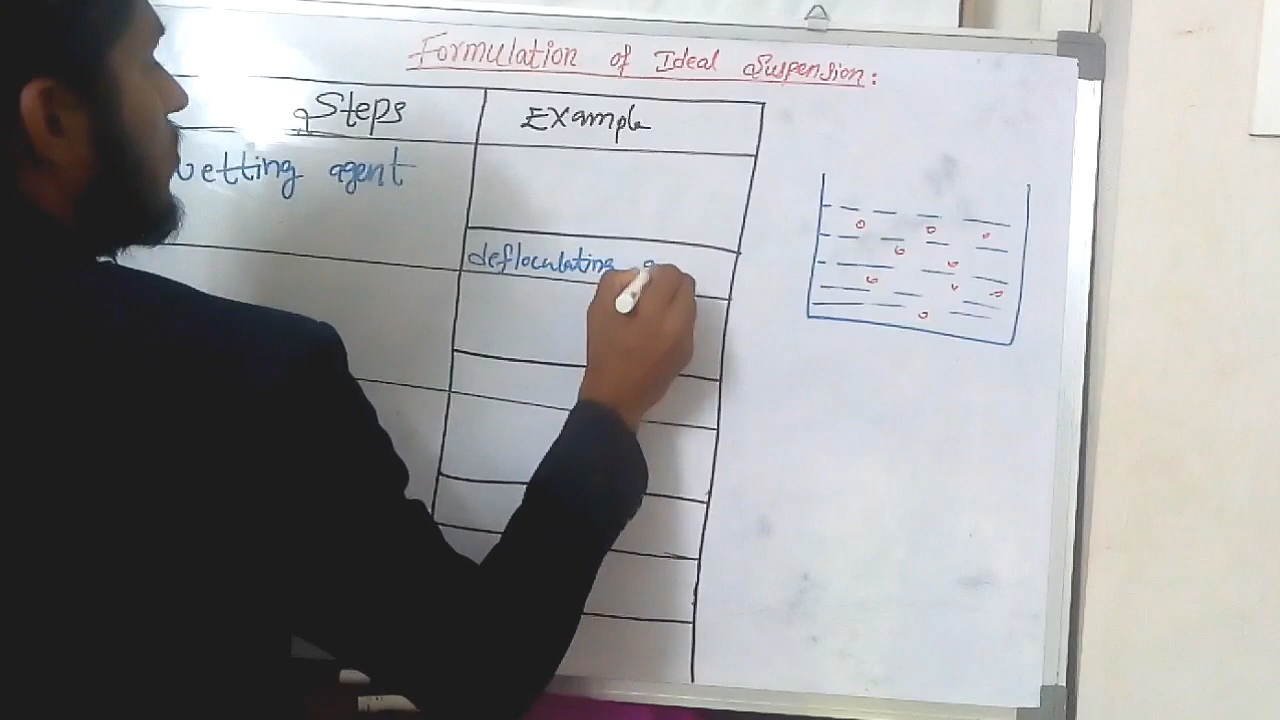 Formulation of Ideal Suspension:
Steps
Example
wetting agent
deflocculating a